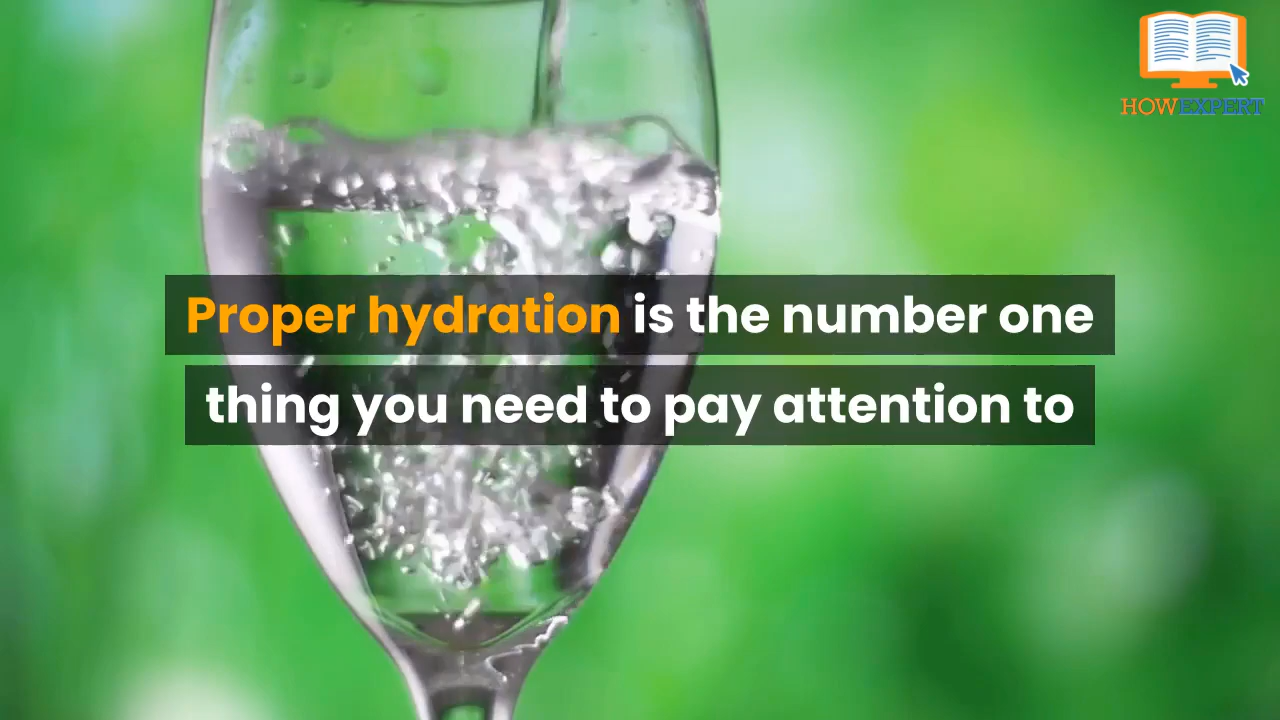 HOWEXPERT
Proper hydration is the number one
thing you need to pay attention to